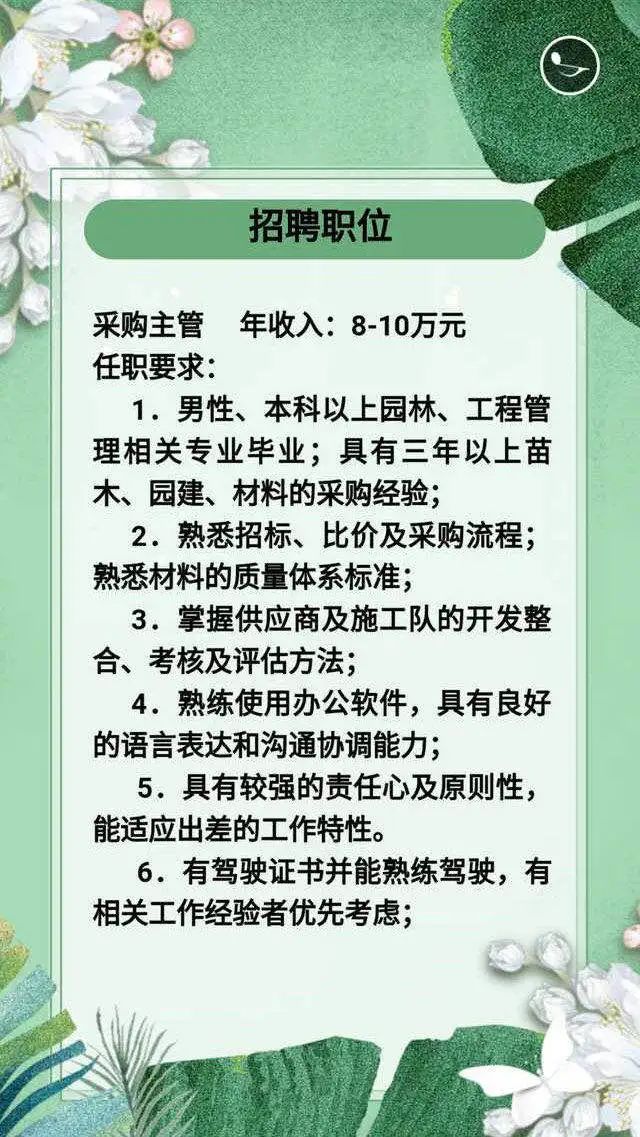 招聘职位
采购主管 年收入：8-10万元
任职要求：
1．男性、本科以上园林、工程管
理相关专业毕业；具有三年以上苗
木、园建、材料的采购经验；
2．熟悉招标、比价及采购流程；
熟悉材料的质量体系标准；
3．掌握供应商及施工队的开发整
合、考核及评估方法；
4．熟练使用办公软件，具有良好
的语言表达和沟通协调能力；
5．具有较强的责任心及原则性，
能适应出差的工作特性。
6．有驾驶证书并能熟练驾驶，有
相关工作经验者优先考虑；